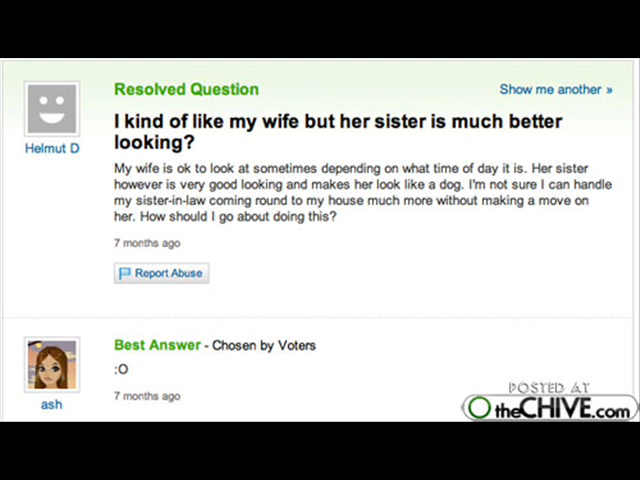 Resolved Question
Show me another »
I kind of like my wife but her sister is much better
looking?
Helmut D
My wife is ok to look at sometimes depending on what time of day it is. Her sister
however is very good looking and makes her look like a dog. I'm not sure I can handle
my sister-in-law coming round to my house much more without making a move on
her. How should I go about doing this?
7 months ago
Report Abuse
Best Answer - Chosen by Voters
:O
7 months ago
ash
POSTED AT
theCHIVE.com